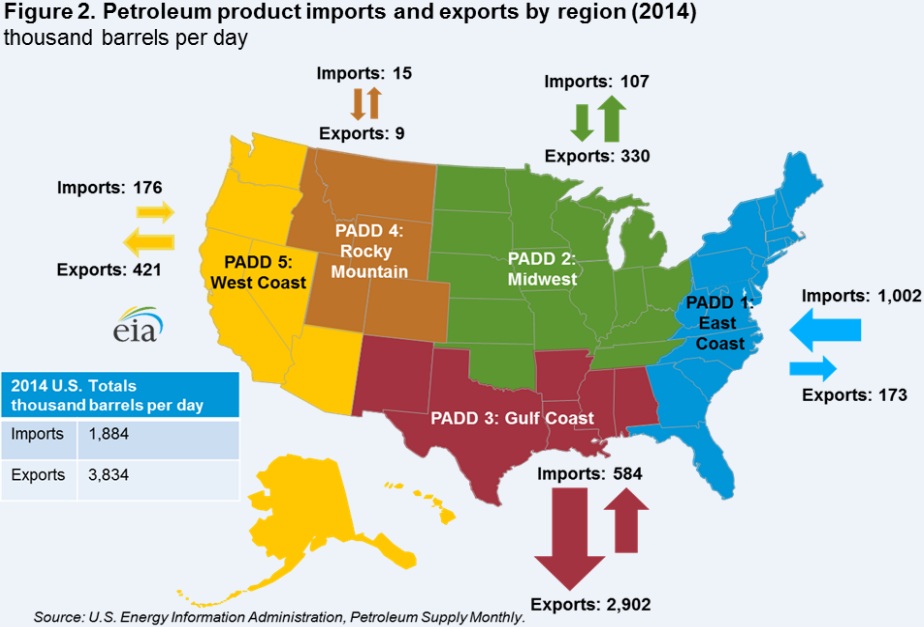 Figure 2. Petroleum product imports and exports by region (2014)
thousand barrels per day
Imports: 15
Exports: 9
Imports: 107
Exports: 330
Imports: 176
Exports: 421
PADD 4:
Rocky
Mountain
PADD 5:
West Coast
PADD 2:
Midwest
PADD 1:
East
Coast
Imports: 1,002
Exports: 173
eia
2014 U.S. Totals
thousand barrels per day
Imports 1,884
Exports 3,834
PADD 3: Gulf Coast
Imports: 584
Exports: 2,902
Source: U.S. Energy Information Administration, Petroleum Supply Monthly.